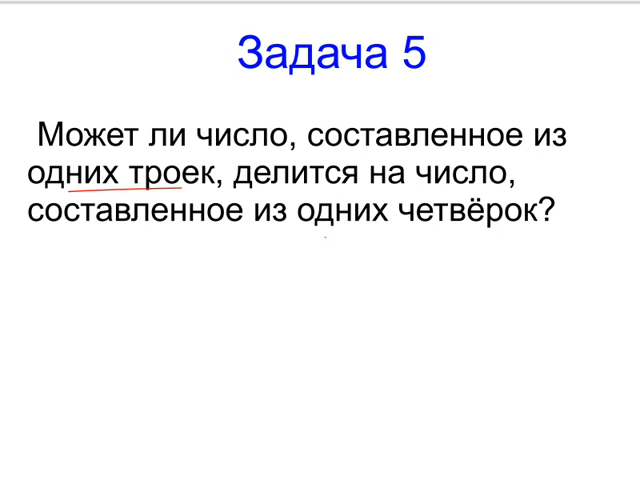 Задача 5
Может ли число, составленное из
одних троек, делится на число,
составленное из одних четвёрок?